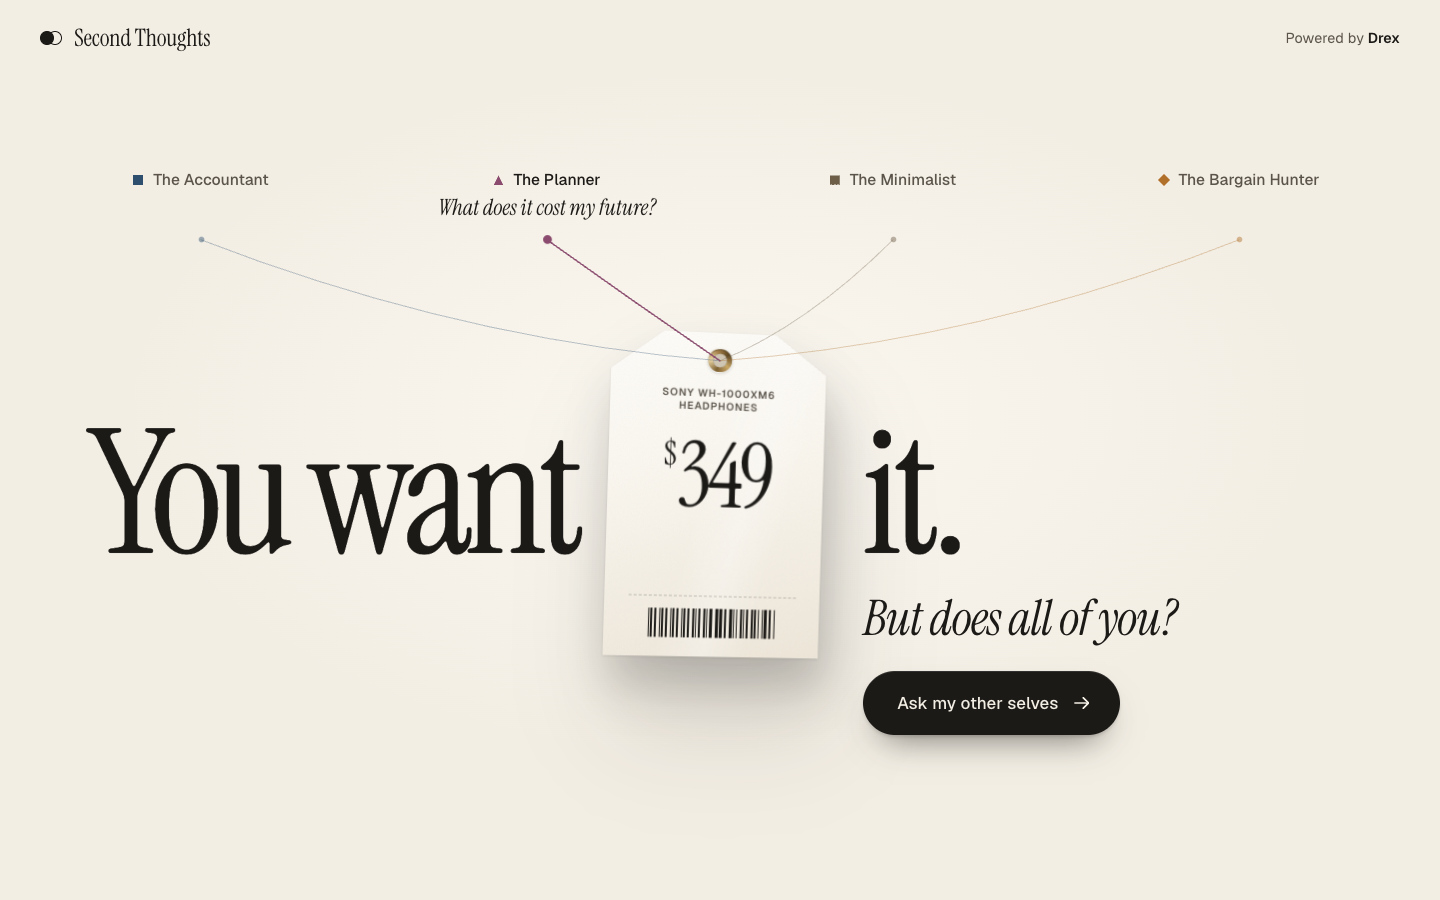 Second Thoughts
Powered by Drex
The Accountant
The Planner
The Minimalist
The Bargain Hunter
What does it cost my future?
SONY WH-1000XM6
HEADPHONES
$349
You want it.
But does all of you?
Ask my other selves